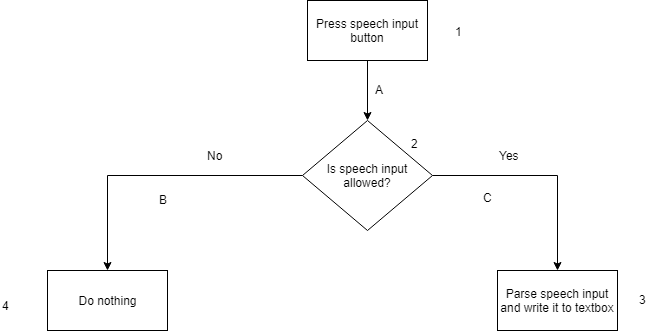 Press speech input
button
1
A
2
Is speech input
allowed?
No
Yes
B
C
4
Do nothing
Parse speech input
and write it to textbox
3